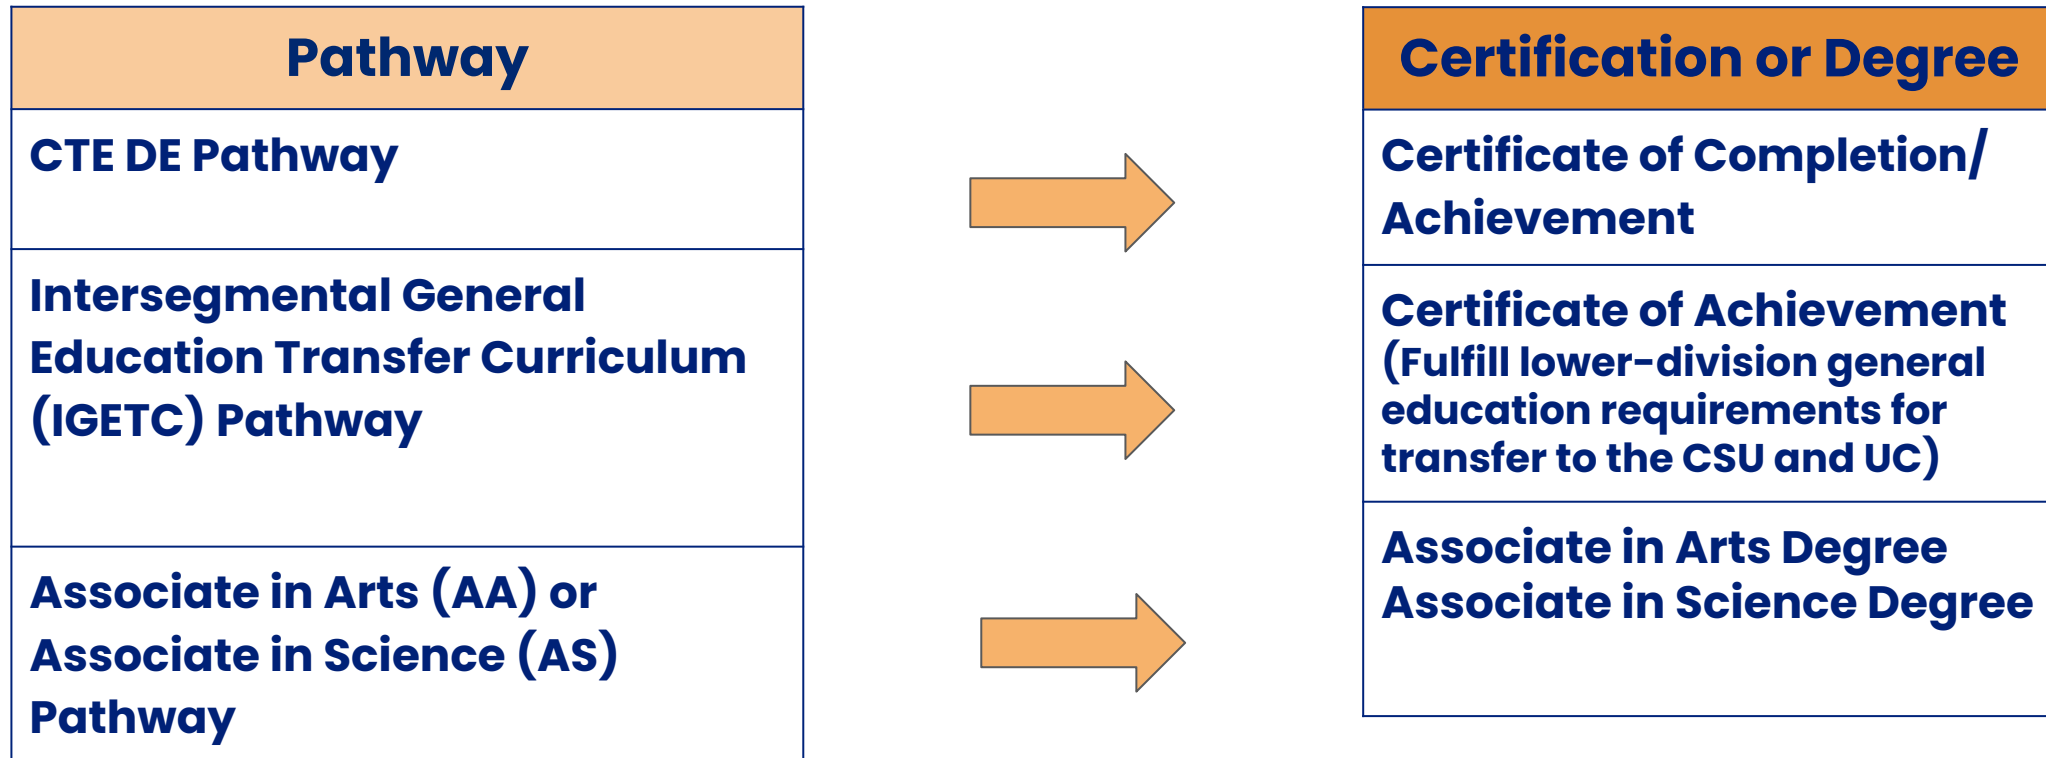 Pathway
CTE DE Pathway
Intersegmental General
Education Transfer Curriculum
(IGETC) Pathway
Associate in Arts (AA) or
Associate in Science (AS)
Pathway
Certification or Degree
Certificate of Completion/
Achievement
Certificate of Achievement
(Fulfill lower-division general
education requirements for
transfer to the CSU and UC)
Associate in Arts Degree
Associate in Science Degree